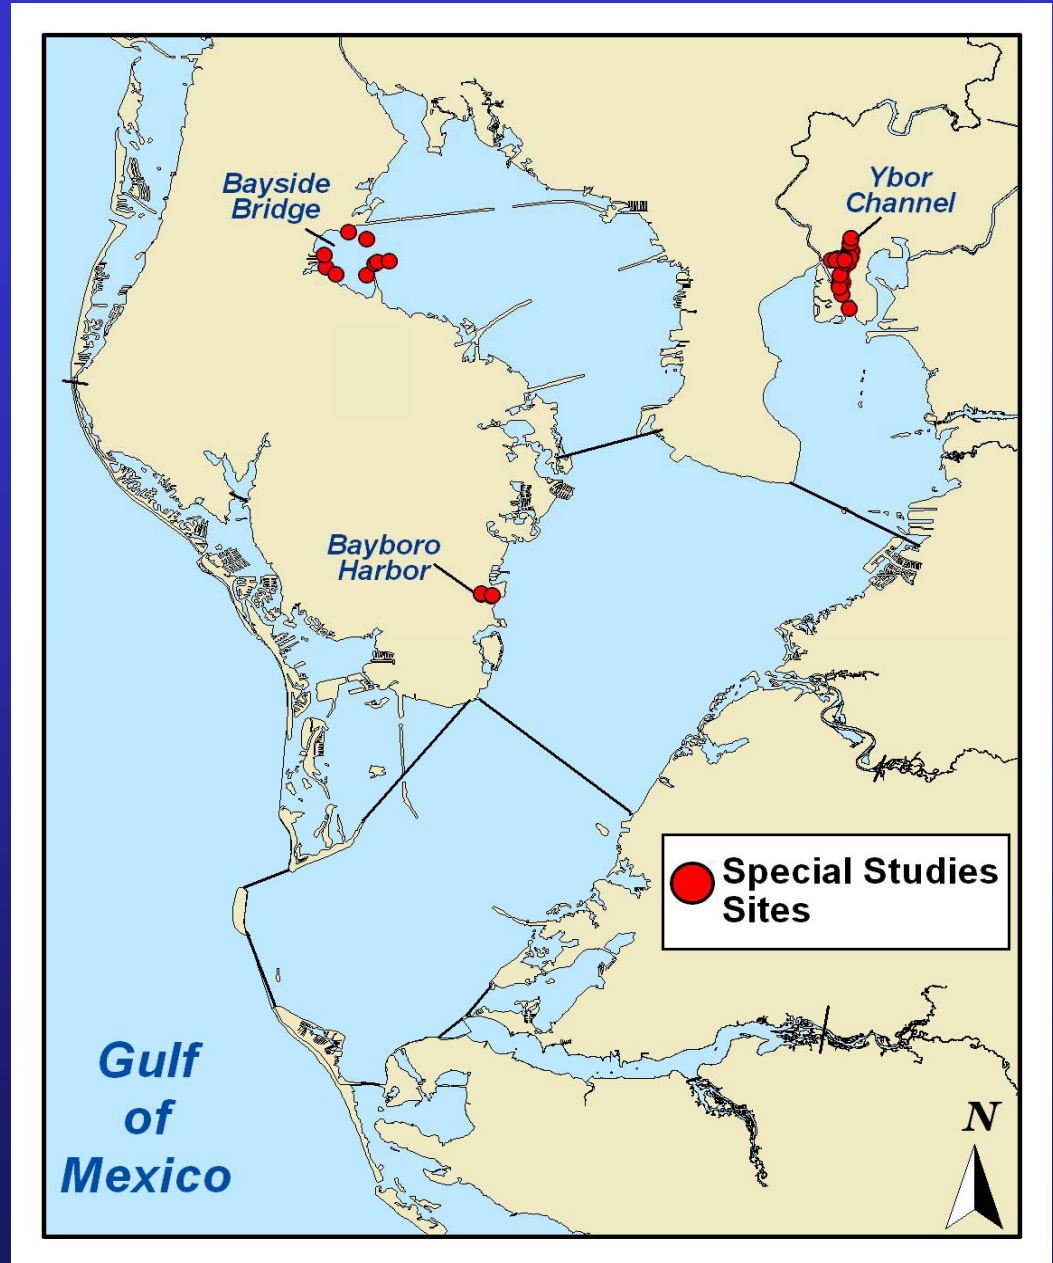 Bayside
Bridge
Ybor
Channel
Bayboro
Harbor
Special Studies
Sites
Gulf
of
Mexico
N